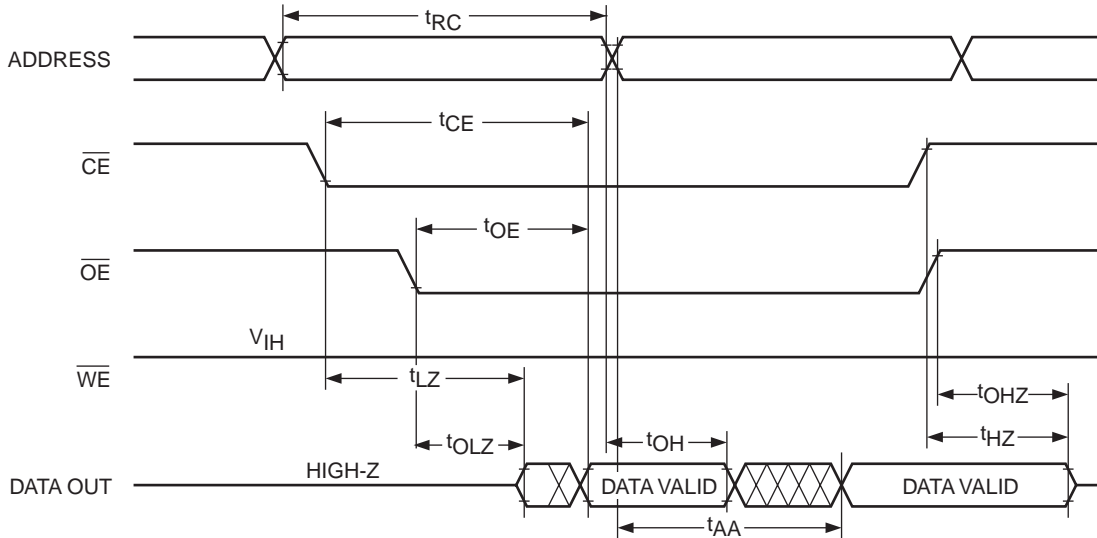 tRC
ADDRESS
tCE
CE
tOE
OE
VIH
WE
tLZ
tOHZ
tOLZ
tOH
tHZ
HIGH-Z
DATA OUT
DATA VALID
DATA VALID
tAA